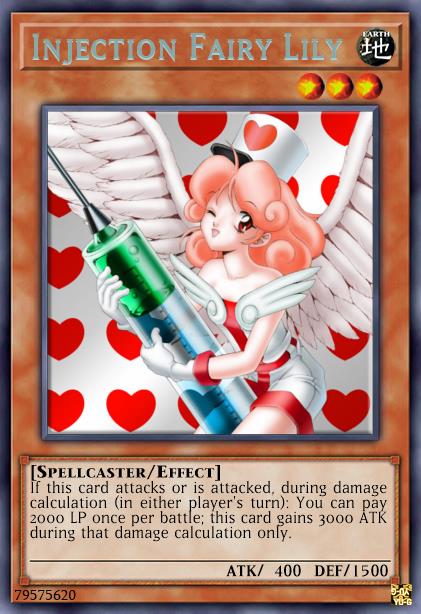 Injection Fairy Lily
EARTH
地
[Spellcaster/Effect]
If this card attacks or is attacked, during damage
calculation (in either player's turn): You can pay
2000 LP once per battle; this card gains 3000 ATK
during that damage calculation only.
ATK/ 400 DEF/1500
79575620